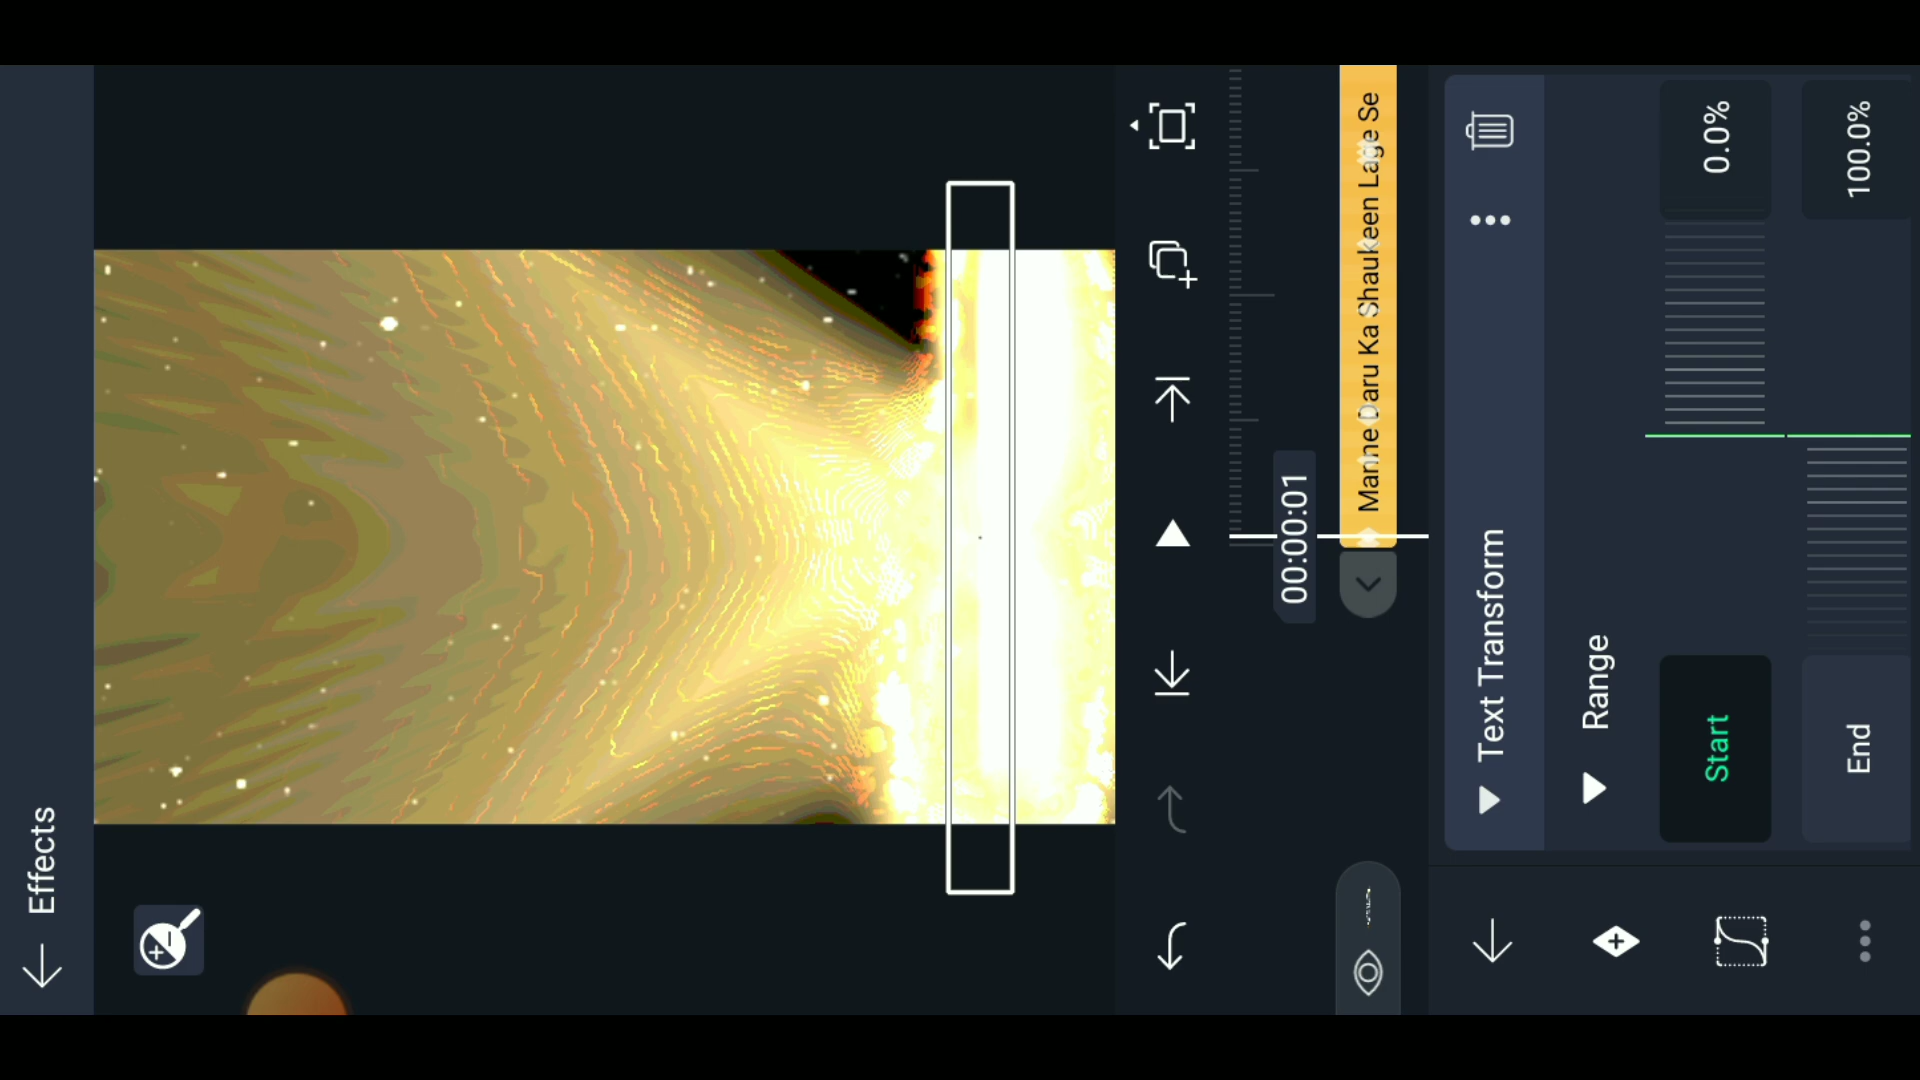 Effects
00:00:01
Manne Daru Ka Shaukeen Lage Se
Text Transform
Range
Start
0.0%
End
100.0%